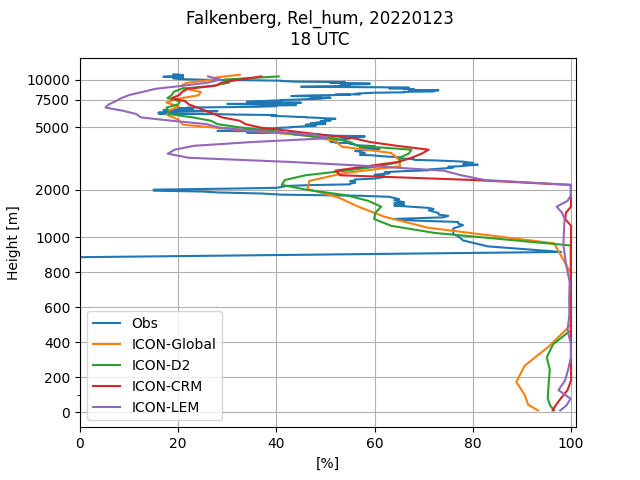 Falkenberg, Rel_hum, 20220123
18 UTC
Height [m]
10000
7500
5000
2000
1000
800
600
400
200
0
Obs
ICON-Global
ICON-D2
ICON-CRM
ICON-LEM
0 20 40 60 80 100
[%]